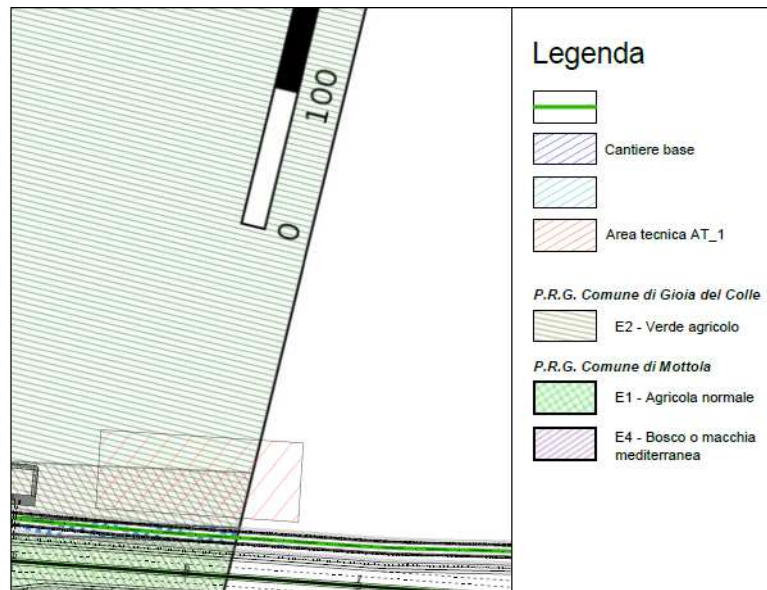 100
0
Legenda
Cantiere base
Area tecnica AT_1
P.R.G. Comune di Gioia del Colle
E2 - Verde agricolo
P.R.G. Comune di Mottola
E1 - Agricola normale
E4 - Bosco o macchia
mediterranea